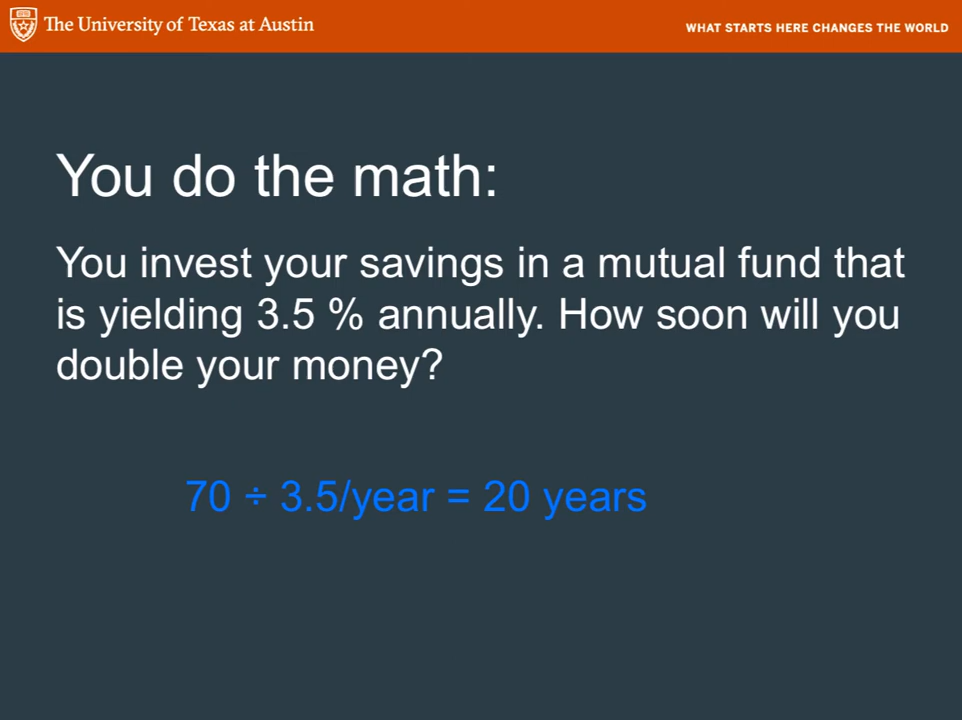 The University of Texas at Austin
WHAT STARTS HERE CHANGES THE WORLD
You do the math:
You invest your savings in a mutual fund that
is yielding 3.5 % annually. How soon will you
double your money?
70 ÷ 3.5/year = 20 years